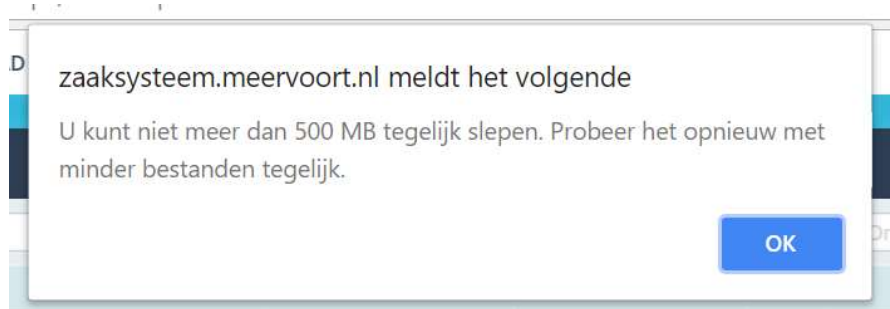 zaaksysteem.meervoort.nl meldt het volgende
U kunt niet meer dan 500 MB tegelijk slepen. Probeer het opnieuw met
minder bestanden tegelijk.
OK